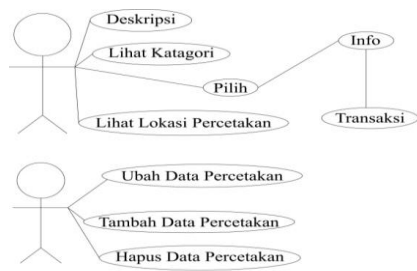 Deskripsi
Lihat Katagori
Info
Pilih
Lihat Lokasi Percetakan
Transaksi
Ubah Data Percetakan
Tambah Data Percetakan
Hapus Data Percetakan